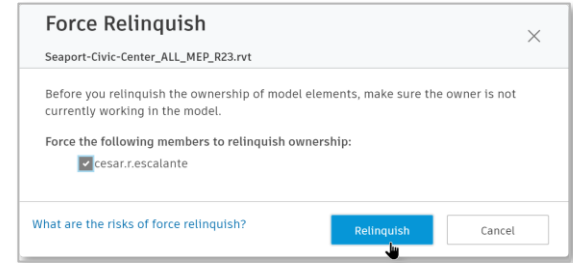 Force Relinquish
Seaport-Civic-Center_ALL_MEP_R23.rvt
Before you relinquish the ownership of model elements, make sure the owner is not
currently working in the model.
Force the following members to relinquish ownership:
cesar.r.escalante
What are the risks of force relinquish?
Relinquish
Cancel